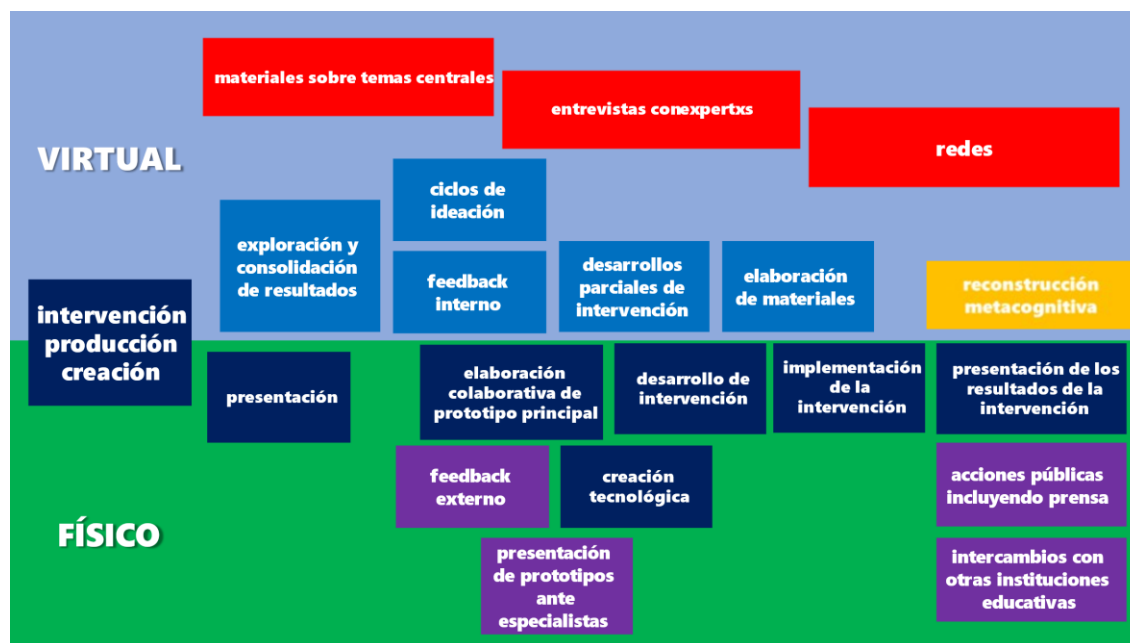 materiales sobre temas centrales
entrevistas conexpertxs
redes
VIRTUAL
ciclos de
ideación
exploración y
consolidación
de resultados
feedback
interno
desarrollos
parciales de
intervención
elaboración
de materiales
reconstrucción
metacognitiva
intervención
producción
creación
presentación
elaboración
colaborativa de
prototipo principal
desarrollo de
intervención
implementación
de la
intervención
presentación de los
resultados de la
intervención
feedback
externo
creación
tecnológica
acciones públicas
incluyendo prensa
FÍSICO
presentación
de prototipos
ante
especialistas
intercambios con
otras instituciones
educativas